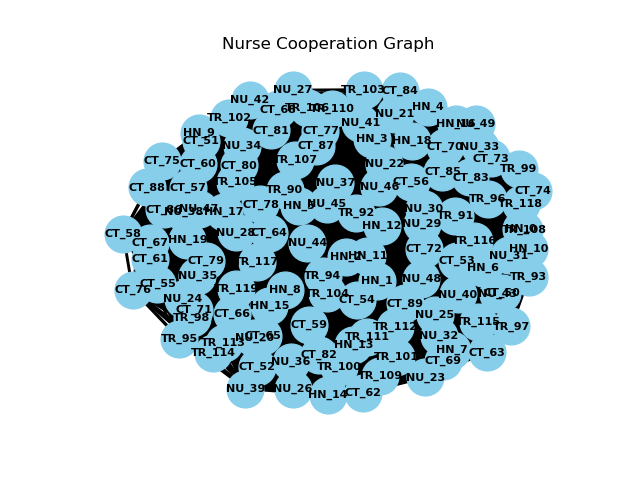 Nurse Cooperation Graph
NU_27
TR_103
CT_84
NU_42
CT_68
TR_110
HN_4
TR_102
NU_21
NU_41
HN_16
NU_49
HN_9
CT_81
CT_77
CT_51
HN_3
HN_18
NU_34
CT_87
CT_70
NU_33
CT_75
CT_60
CT_80
TR_107
NU_22
CT_73
TR_99
CT_85
CT_83
CT_88
CT_57
TR_105
TR_90
NU_37
NU_46
CT_56
CT_74
TR_96
TR_118
NU_38
NU_47
HN_17
CT_78
HN_5
NU_45
TR_92
NU_30
TR_91
CT_58
CT_67
HN_19
NU_28
CT_64
NU_44
HN_12
NU_29
TR_116
HN_0
TR_108
CT_61
CT_79
TR_117
HN_2
HN_11
CT_72
CT_53
HN_6
NU_31
HN_10
CT_76
CT_55
NU_35
TR_119
HN_8
TR_94
TR_104
HN_1
NU_48
TR_93
NU_24
CT_71
TR_98
CT_66
HN_15
CT_54
CT_89
NU_40
CT_50
CT_59
NU_25
TR_115
TR_97
TR_95
TR_114
TR_113
NU_20
CT_65
TR_111
TR_112
NU_32
HN_13
HN_7
CT_63
CT_52
NU_36
CT_82
TR_100
TR_101
CT_69
NU_39
NU_26
HN_14
CT_62
TR_109
NU_23